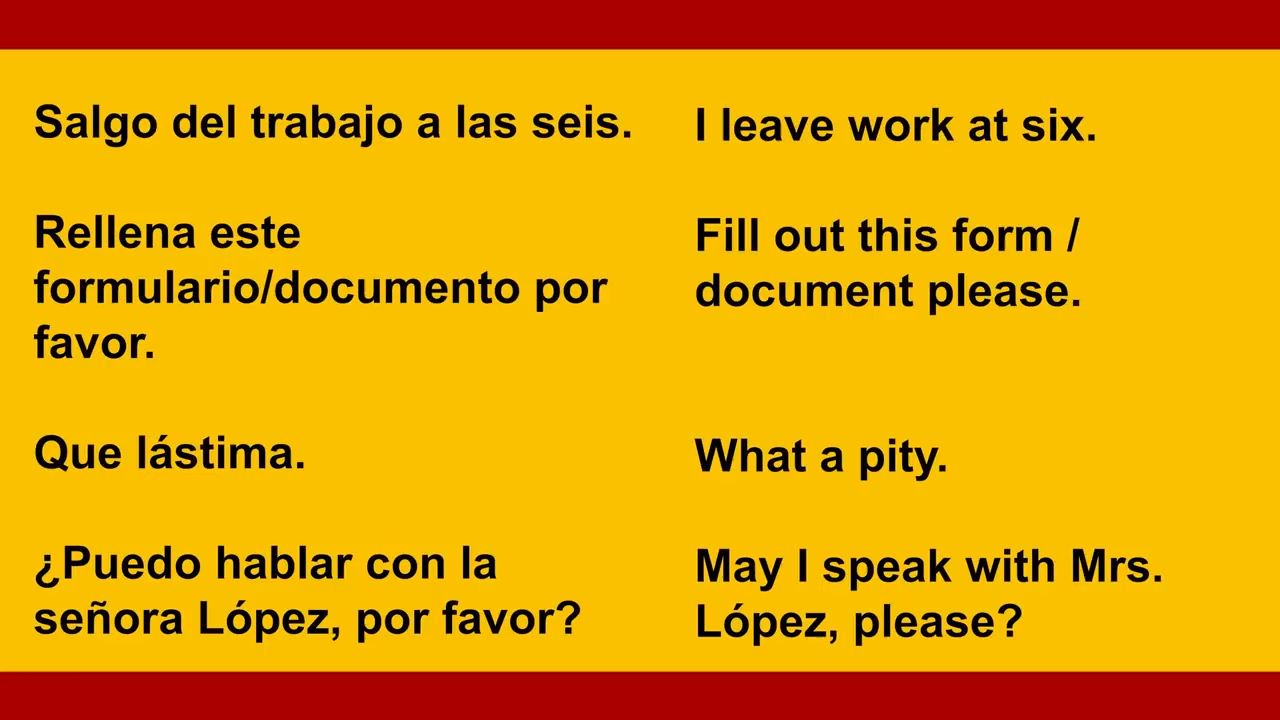 Salgo del trabajo a las seis.
I leave work at six.
Rellena este
formulario/documento por
favor.
Fill out this form /
document please.
Que lástima.
What a pity.
¿Puedo hablar con la
señora López, por favor?
May I speak with Mrs.
López, please?